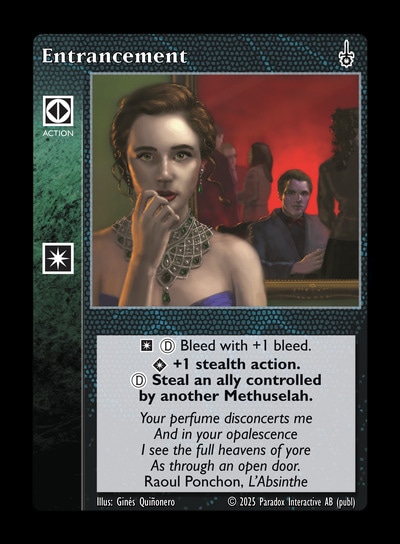 Entrancement
ACTION
Ⓓ Bleed with +1 bleed.
+1 stealth action.
Ⓓ Steal an ally controlled
by another Methuselah.
Your perfume disconcerts me
And in your opalescence
I see the full heavens of yore
As through an open door.
Raoul Ponchon, L'Absinthe
Illus: Ginés Quiñonero © 2025 Paradox Interactive AB (publ)